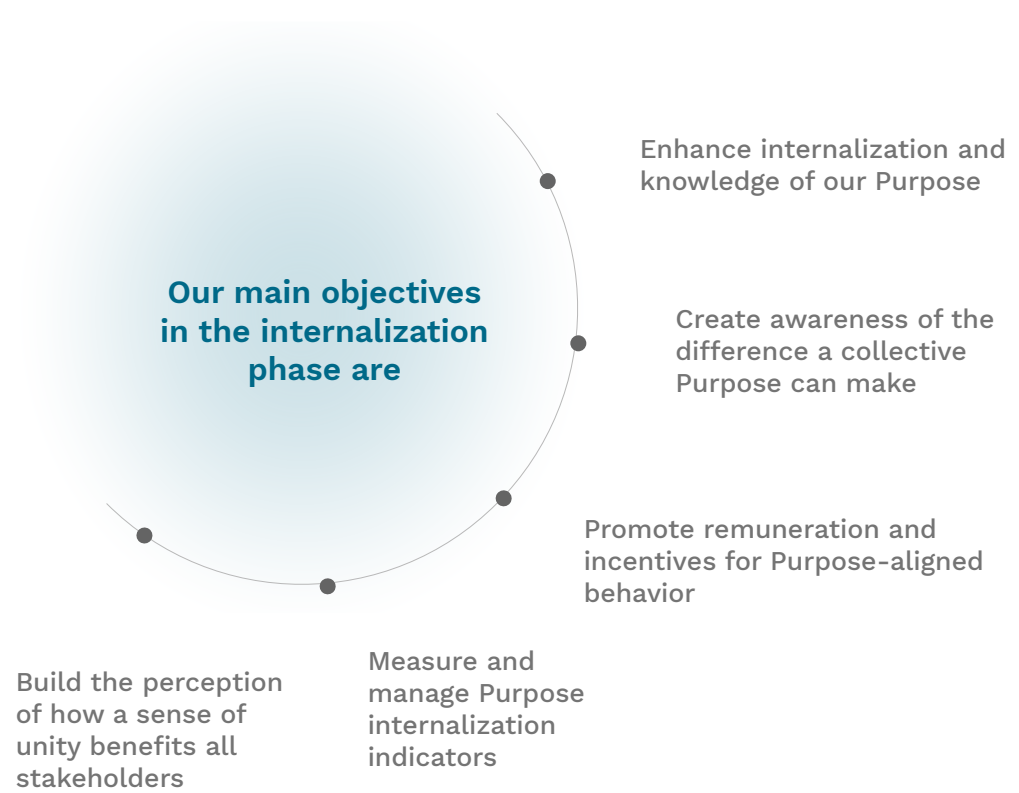 Our main objectives
in the internalization
phase are
Enhance internalization and
knowledge of our Purpose
Create awareness of the
difference a collective
Purpose can make
Promote remuneration and
incentives for Purpose-aligned
behavior
Measure and
manage Purpose
internalization
indicators
Build the perception
of how a sense of
unity benefits all
stakeholders